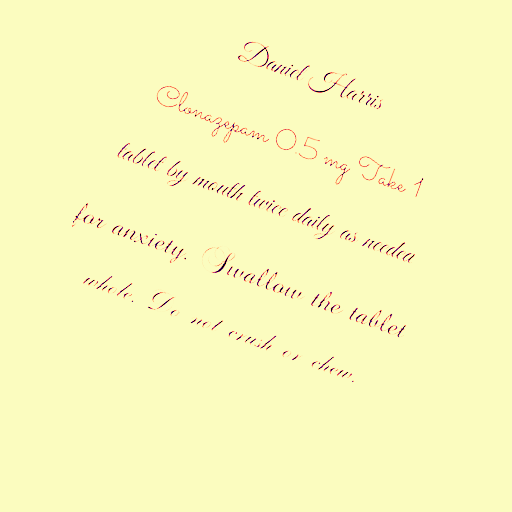 Daniel Harris
Clonazepam 0.5 mg Take 1
tablet by mouth twice daily as needed
for anxiety. Swallow the tablet
whole. Do not crush or chew.